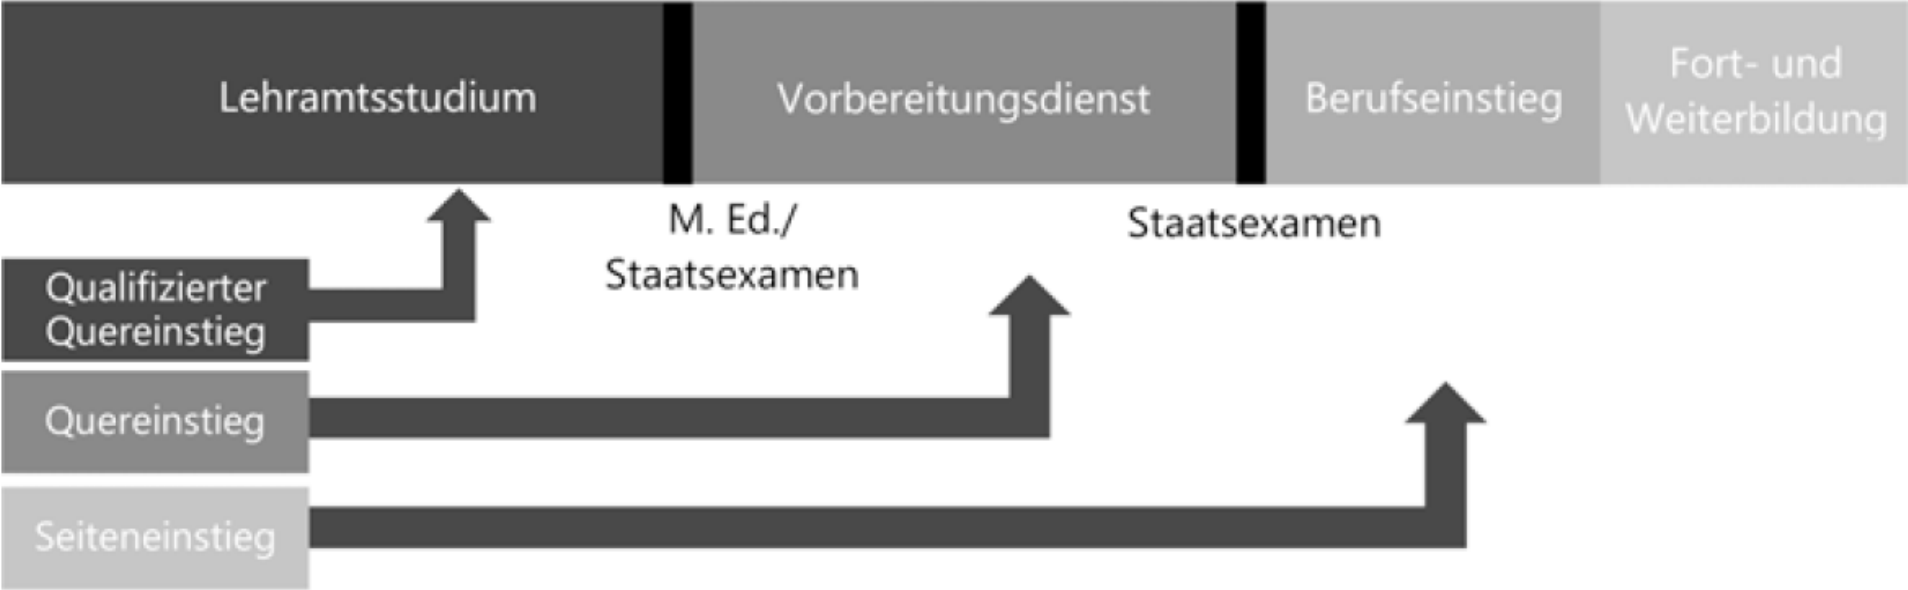 Lehramtsstudium
Vorbereitungsdienst
Berufseinstieg
Fort- und
Weiterbildung
M. Ed./
Staatsexamen
Staatsexamen
Qualifizierter
Quereinstieg
Quereinstieg
Seiteneinstieg